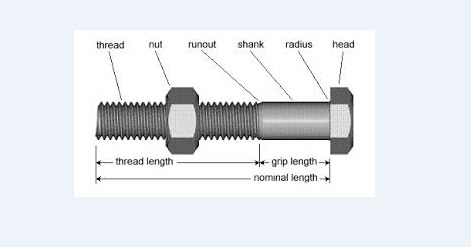 thread nut runout shank radius head
thread length grip length
nominal length